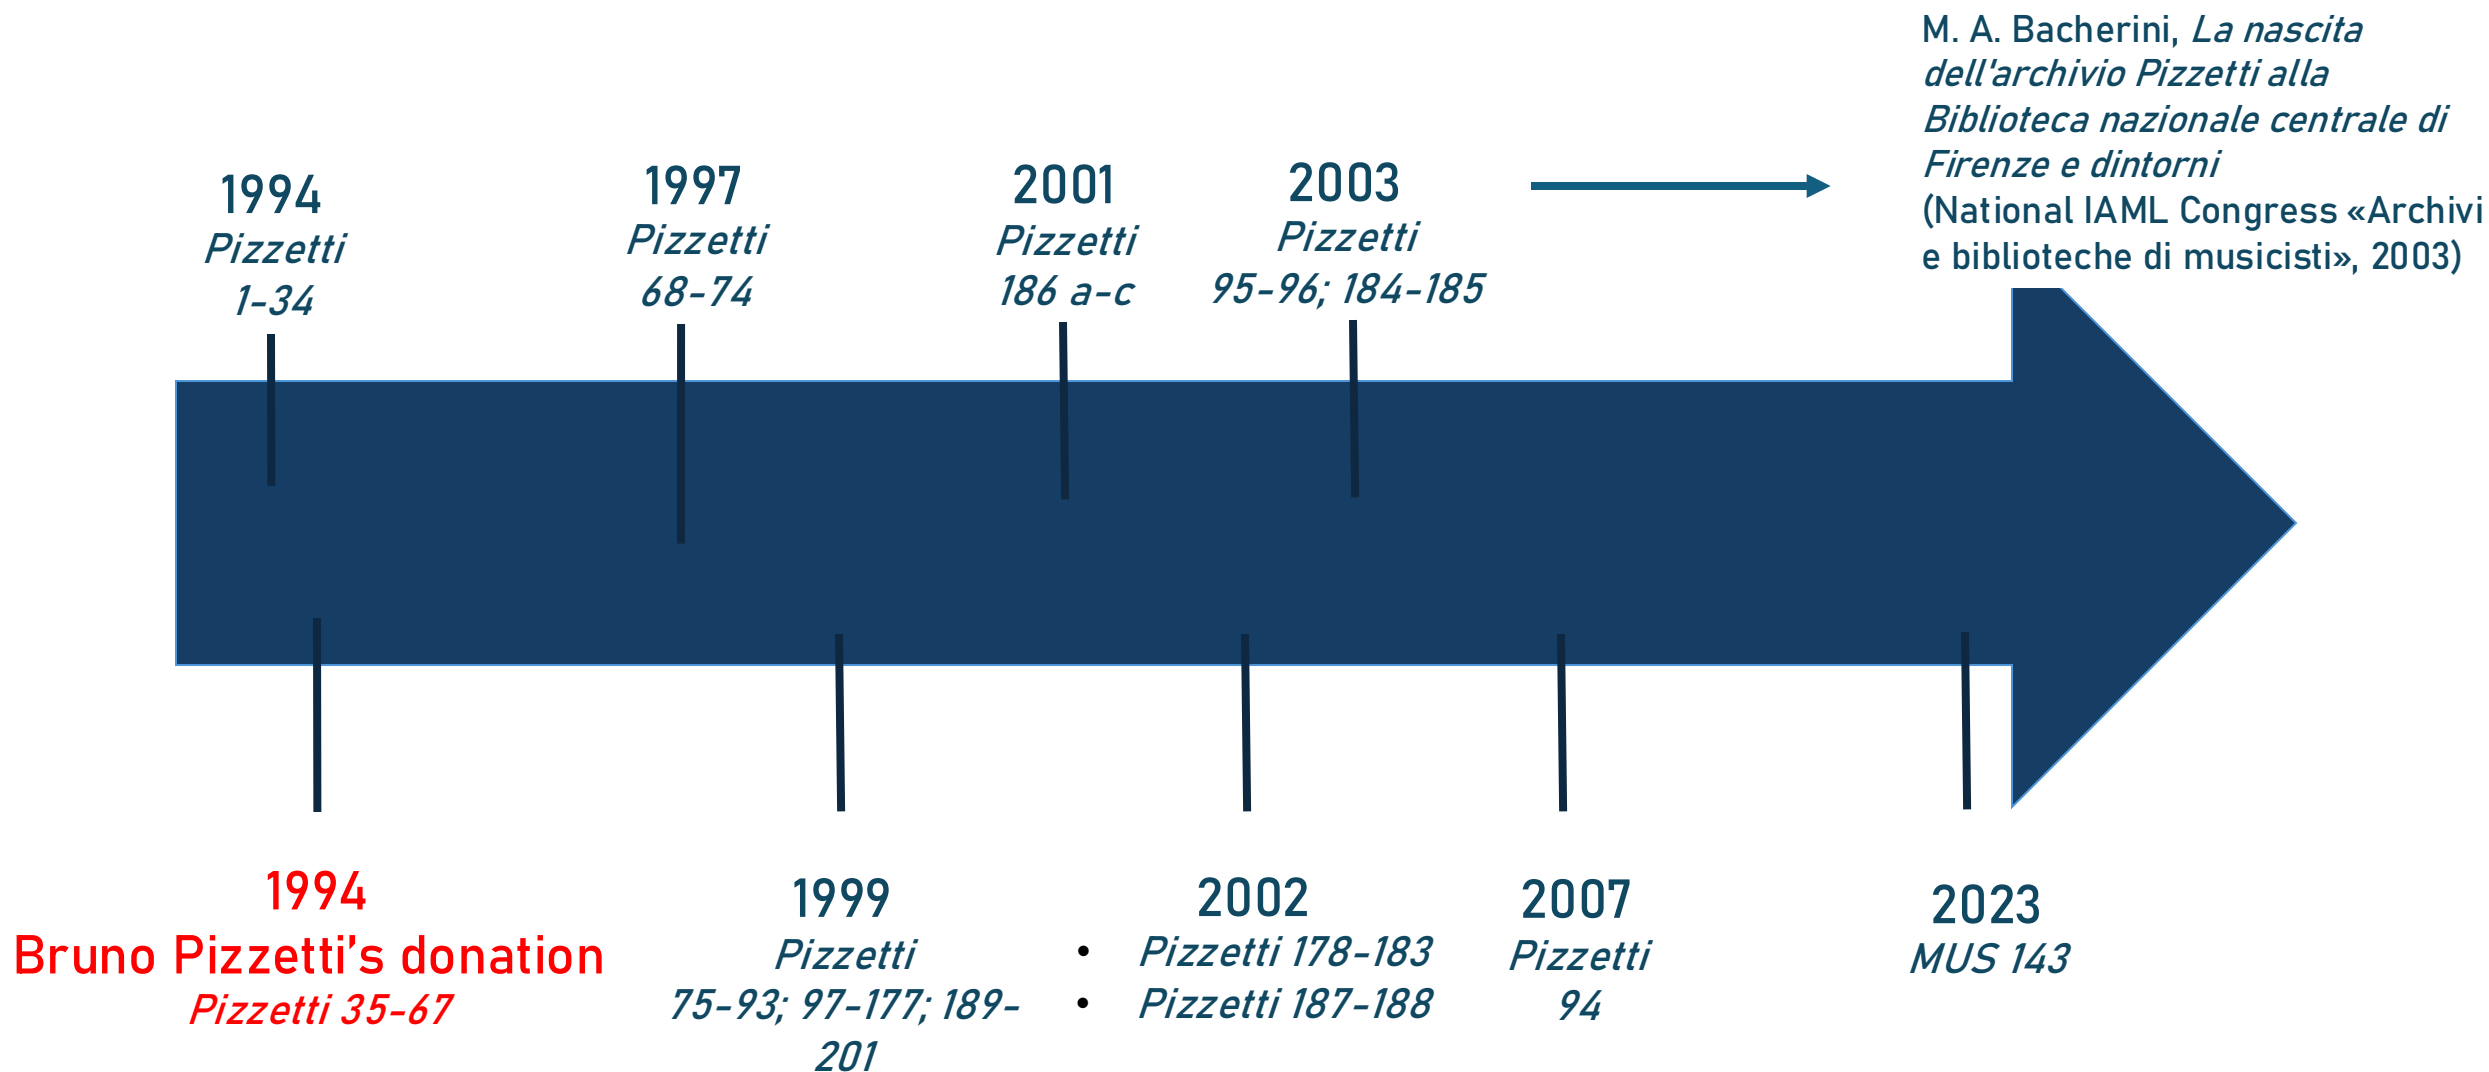 M. A. Bacherini, La nascita
dell'archivio Pizzetti alla
Biblioteca nazionale centrale di
Firenze e dintorni
(National IAML Congress «Archivi
e biblioteche di musicisti», 2003)
1994
Pizzetti
1-34
1997
Pizzetti
68-74
2001
Pizzetti
186 a-c
2003
Pizzetti
95-96; 184-185
1994
Bruno Pizzetti’s donation
Pizzetti 35-67
1999
Pizzetti
75-93; 97-177; 189-
201
2002
• Pizzetti 178-183
• Pizzetti 187-188
2007
Pizzetti
94
2023
MUS 143